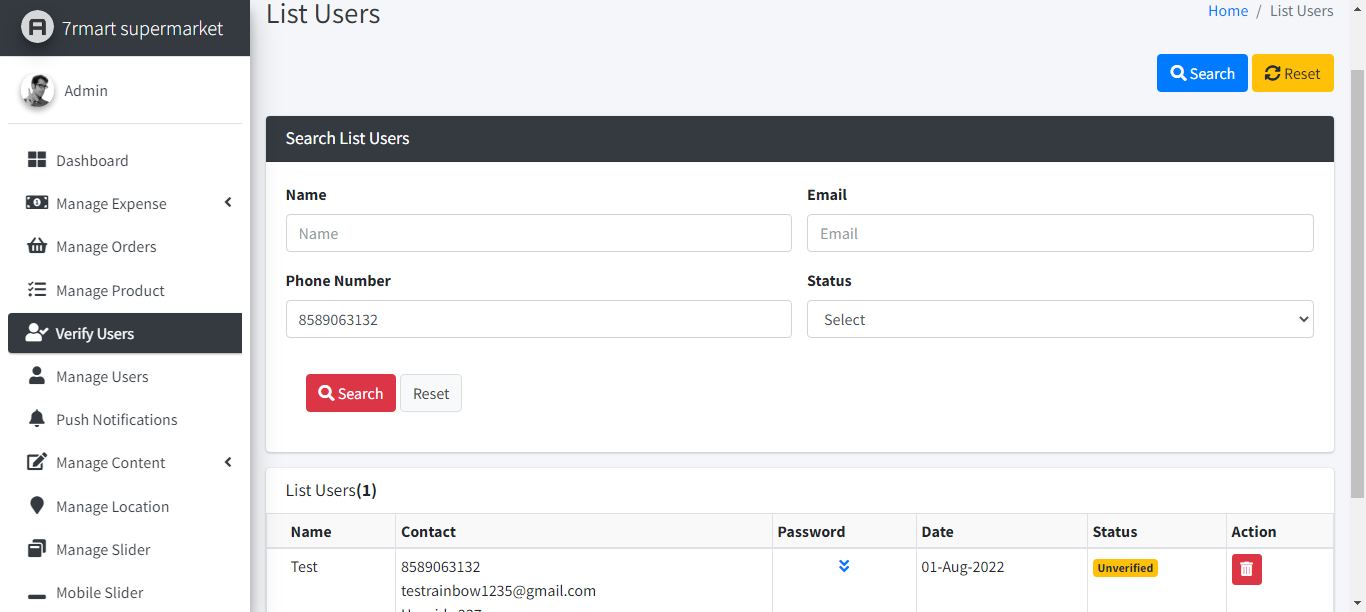 7rmart supermarket
Admin
Dashboard
Manage Expense
Manage Orders
Manage Product
Verify Users
Manage Users
Push Notifications
Manage Content
Manage Location
Manage Slider
Mobile Slider
List Users
Home / List Users
Search Reset
Search List Users
Name Email
Name Email
Phone Number Status
8589063132 Select
Search Reset
List Users(1)
Name Contact Password Date Status Action
Test 8589063132 01-Aug-2022 Unverified
testrainbow1235@gmail.com